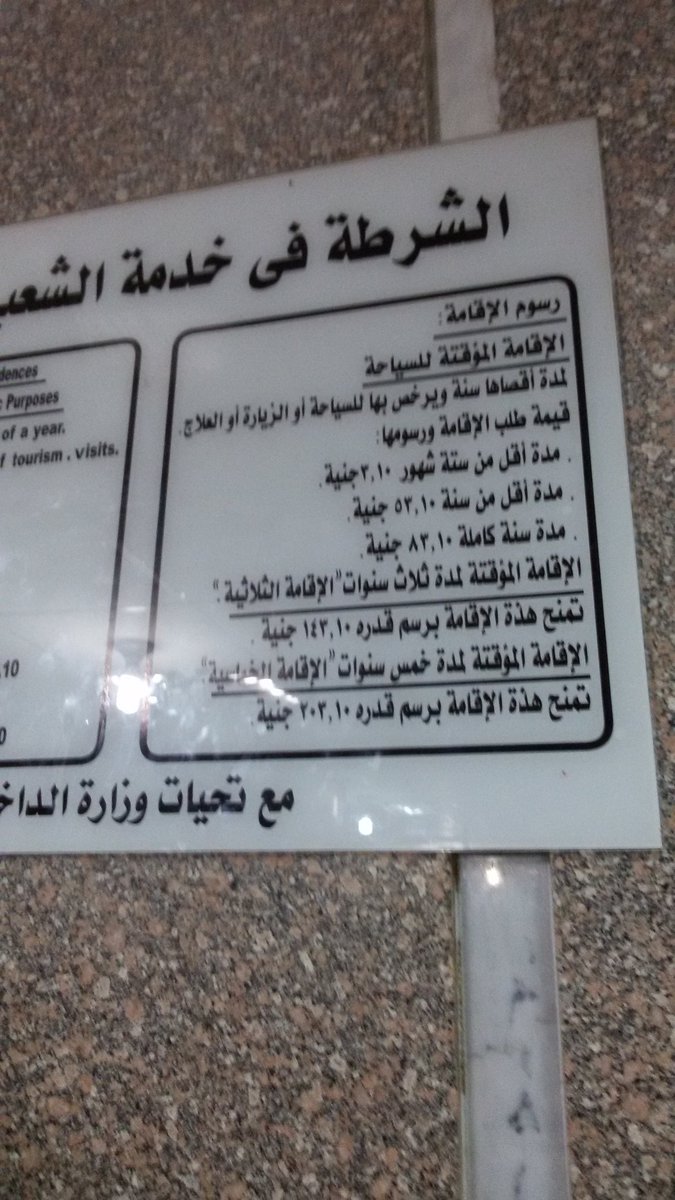 الشرطة فى خدمة الشعب
رسوم الإقامة:
الإقامة المؤقتة للسياحة
لمدة أقصاها سنة ويرخص بها للسياحة أو الزيارة أو العلاج.
قيمة طلب الإقامة ورسومها:
. مدة أقل من ستة شهور ٣,١٠جنية.
. مدة أقل من سنة ٥٣,١٠ جنية.
. مدة سنة كاملة ٨٣,١٠ جنية.
الإقامة المؤقتة لمدة ثلاث سنوات "الإقامة الثلاثية".
تمنح هذة الإقامة برسم قدره ١٤٣,١٠ جنية.
الإقامة المؤقتة لمدة خمس سنوات "الإقامة الخماسية".
تمنح هذة الإقامة برسم قدره ٢٠٣,١٠ جنية.
dences
Purposes
of a year.
f tourism . visits.
.10
0
مع تحيات وزارة الداخ